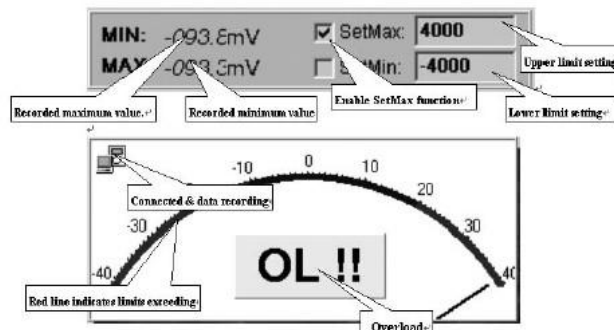 MIN: -093.8mV SetMax: 4000
MAX -093.3mV SetMin: -4000
Upper limit setting
Recorded maximum value. Recorded minimum value Enable SetMax function Lower limit setting
-10 0 10
20
Connected & data recording
-30 30
Red line indicates limits exceeding
-40 OL !! 40
Overload